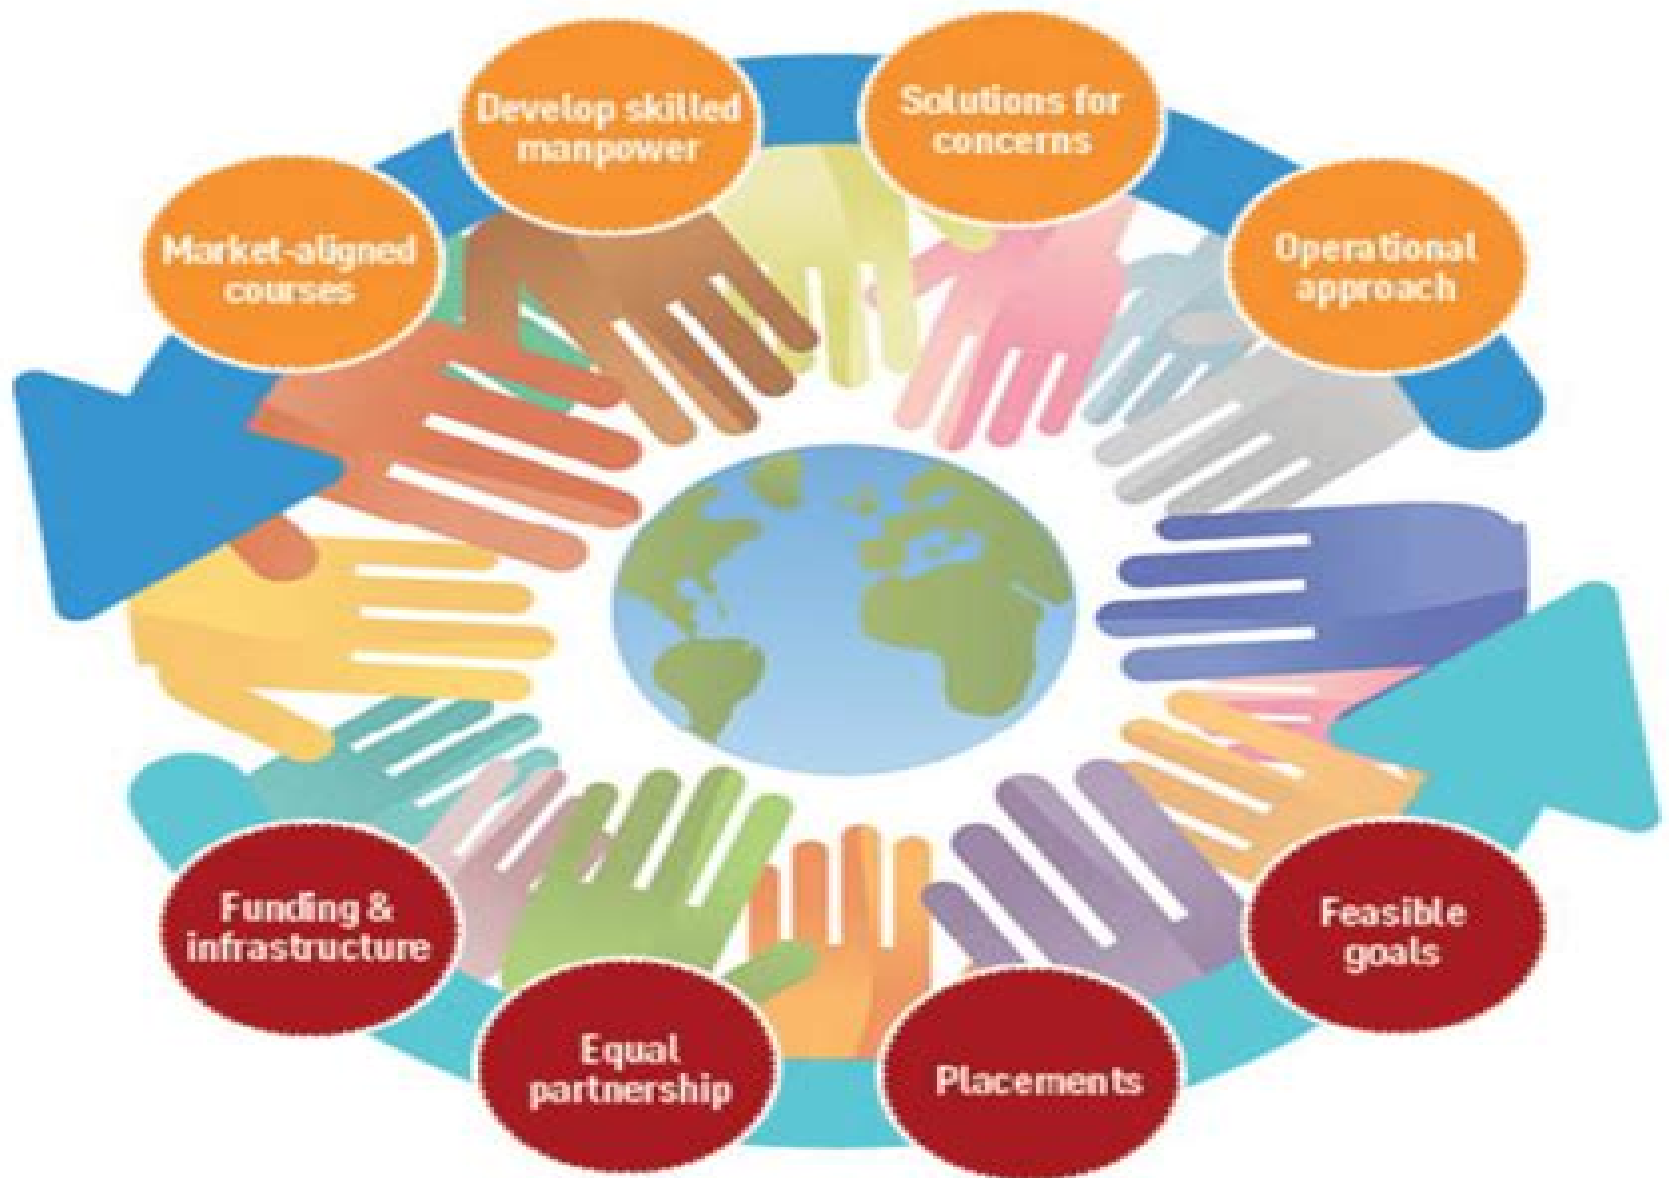 Develop skilled
manpower
Solutions for
concerns
Market-aligned
courses
Operational
approach
Funding &
infrastructure
Feasible
goals
Equal
partnership
Placements